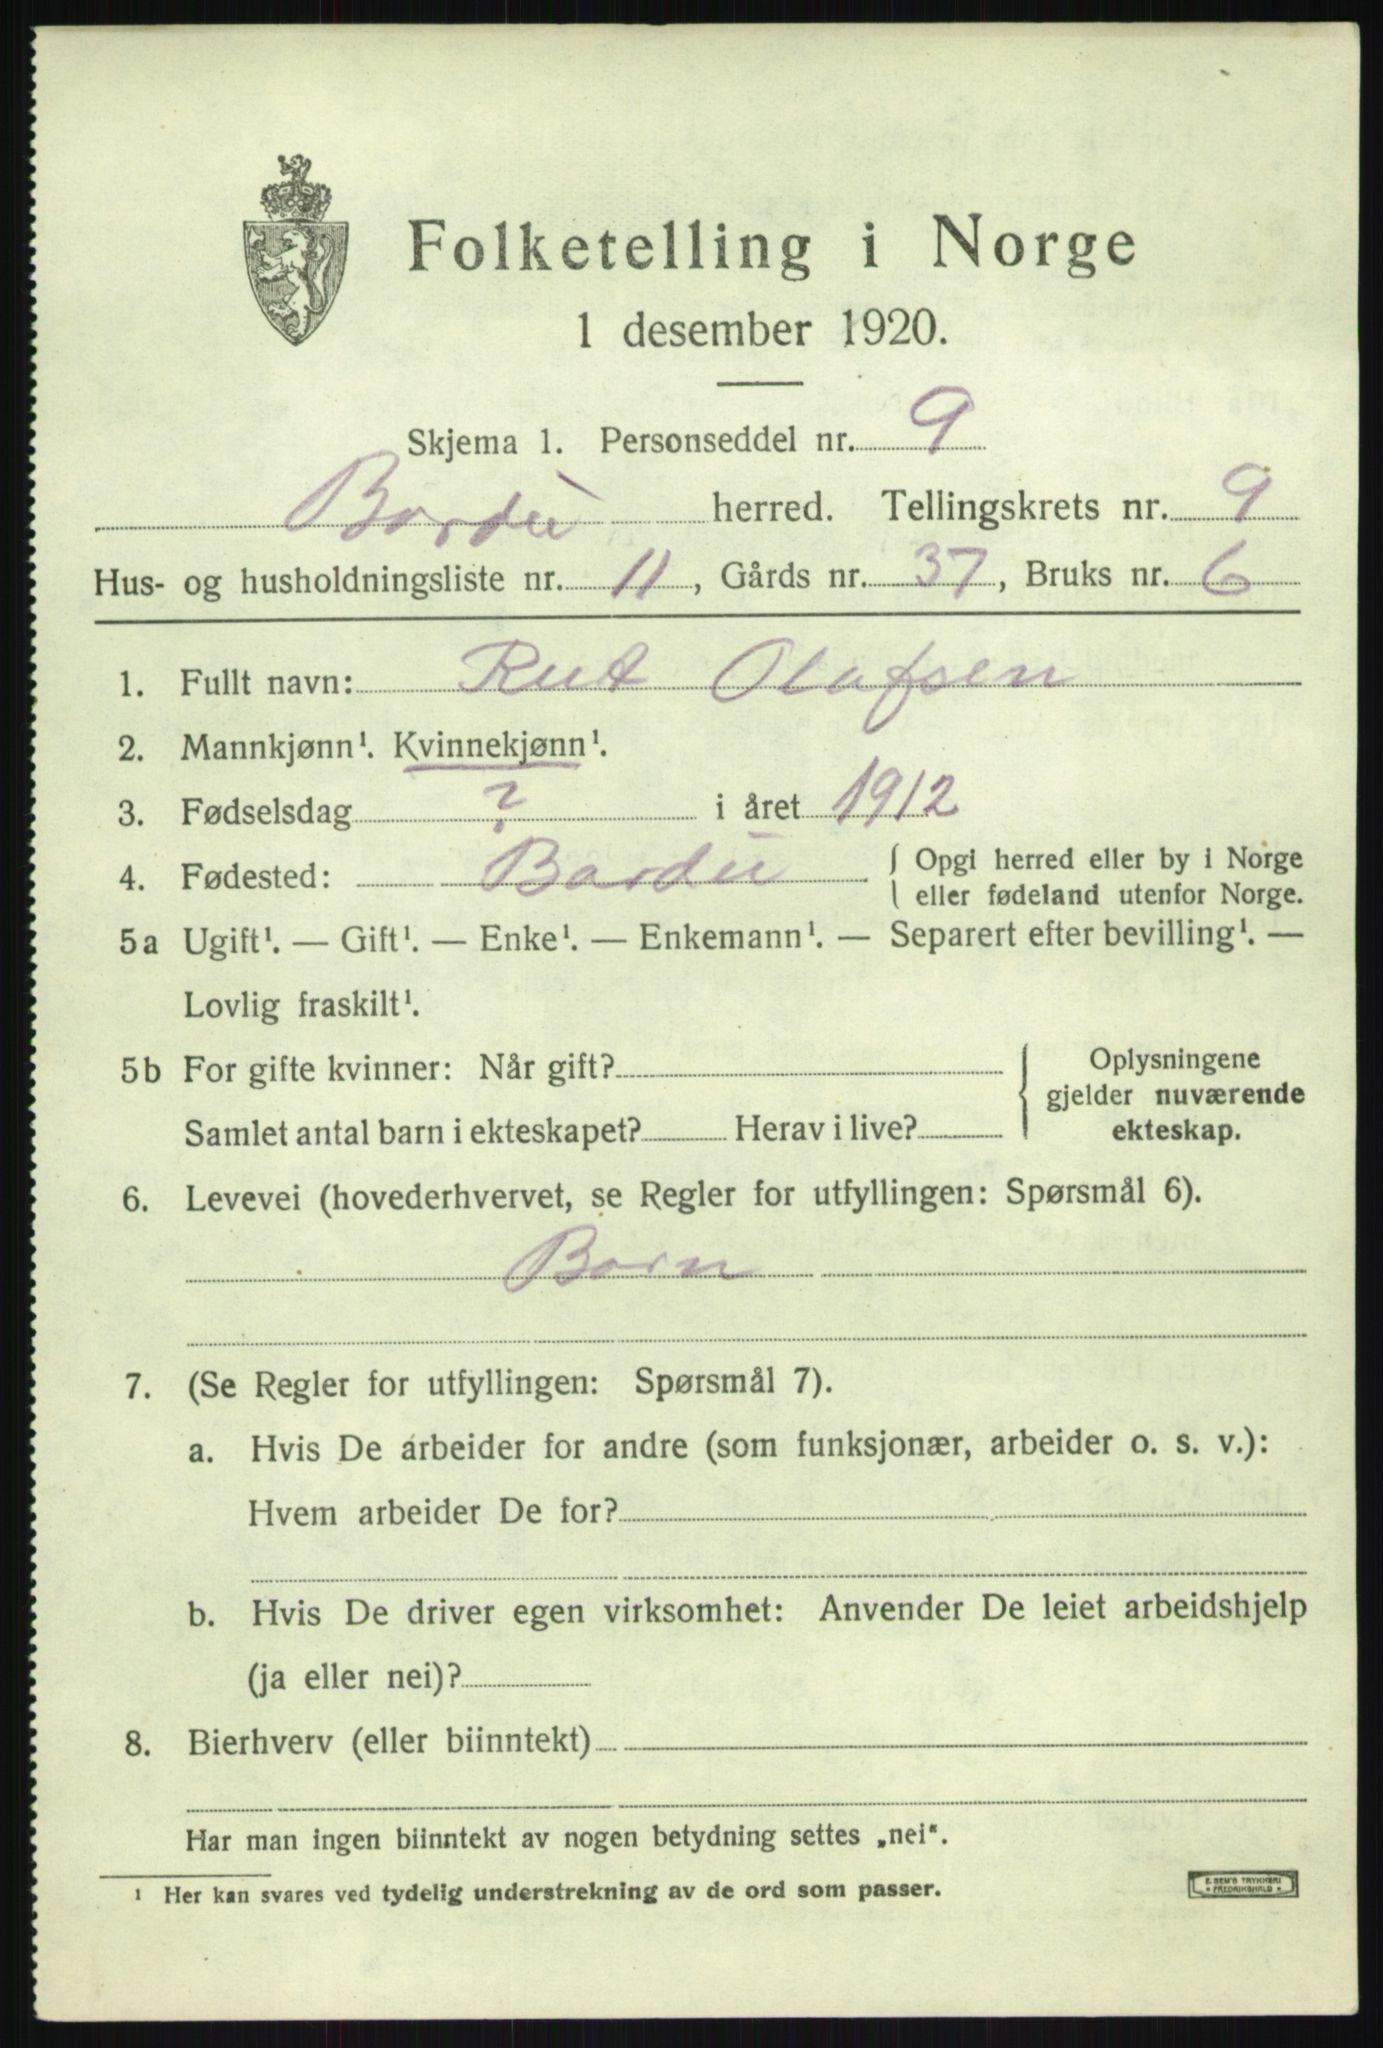 Folketelling i Norge
1 desember 1920.
Skjema 1. Personseddel nr. 9
Bardu herred. Tellingskrets nr. 9
Hus- og husholdningsliste nr. 11, Gårds nr. 37, Bruks nr. 6
1. Fullt navn: Rut Olafsen
2. Mannkjønn¹. Kvinnekjønn¹.
3. Fødselsdag ? i året 1912
4. Fødested: Bardu { Opgi herred eller by i Norge
eller fødeland utenfor Norge.
5a Ugift¹. — Gift¹. — Enke¹. — Enkemann¹. — Separert efter bevilling¹. —
Lovlig fraskilt¹.
5b For gifte kvinner: Når gift? Oplysningene
gjelder nuværende
Samlet antal barn i ekteskapet? Herav i live? ekteskap.
6. Levevei (hovederhvervet, se Regler for utfyllingen: Spørsmål 6).
Barn
7. (Se Regler for utfyllingen: Spørsmål 7).
a. Hvis De arbeider for andre (som funksjonær, arbeider o. s. v.):
Hvem arbeider De for?
b. Hvis De driver egen virksomhet: Anvender De leiet arbeidshjelp
(ja eller nei)?
8. Bierhverv (eller biinntekt)
Har man ingen biinntekt av nogen betydning settes „nei".
¹ Her kan svares ved tydelig understrekning av de ord som passer.
E. SEM'S TRYKKERI
FREDRIKSHALD